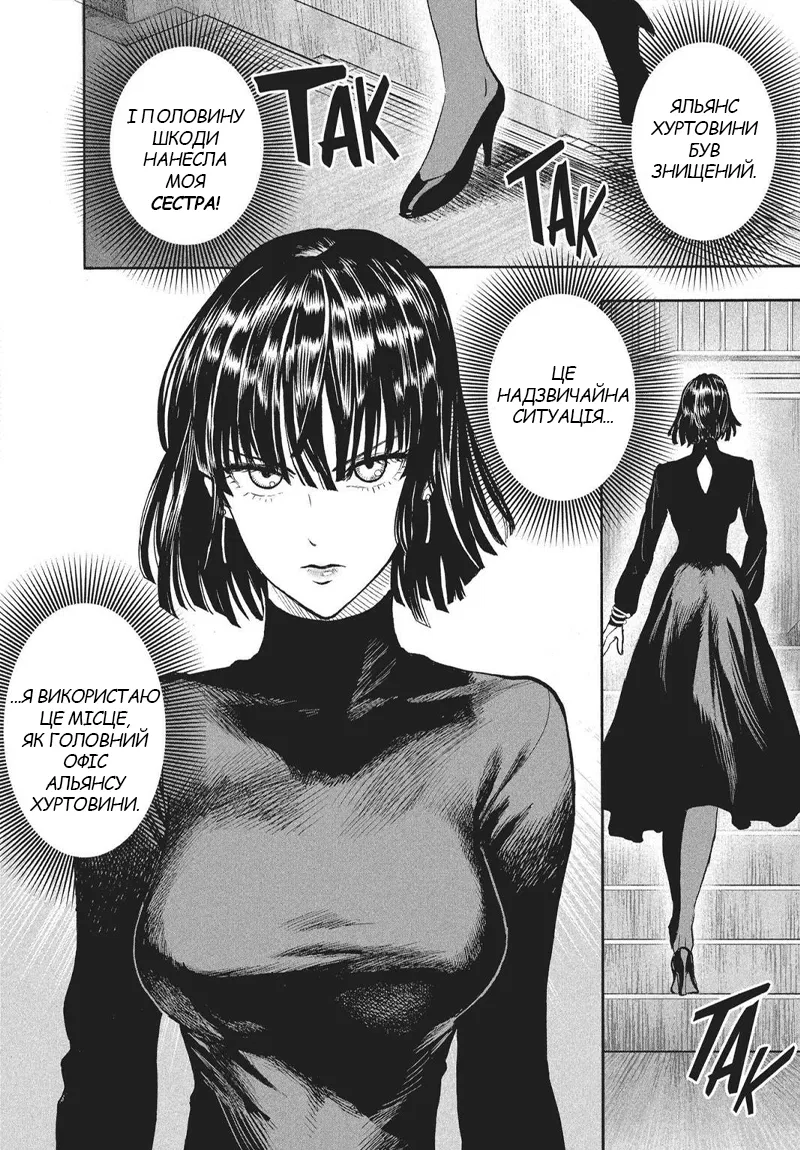 ЯЛЬЯНС
ХУРТОВИНИ
БУВ
ЗНИЩЕНИЙ.
ТАК
І ПОЛОВИНУ
ШКОДИ
НАНЕСЛА
МОЯ
СЕСТРА!
ТАК
ЦЕ
НАДЗВИЧАЙНА
СИТУАЦІЯ...
ТАК
...Я ВИКОРИСТАЮ
ЦЕ МІСЦЕ,
ЯК ГОЛОВНИЙ
ОФІС
АЛЬЯНСУ
ХУРТОВИНИ.